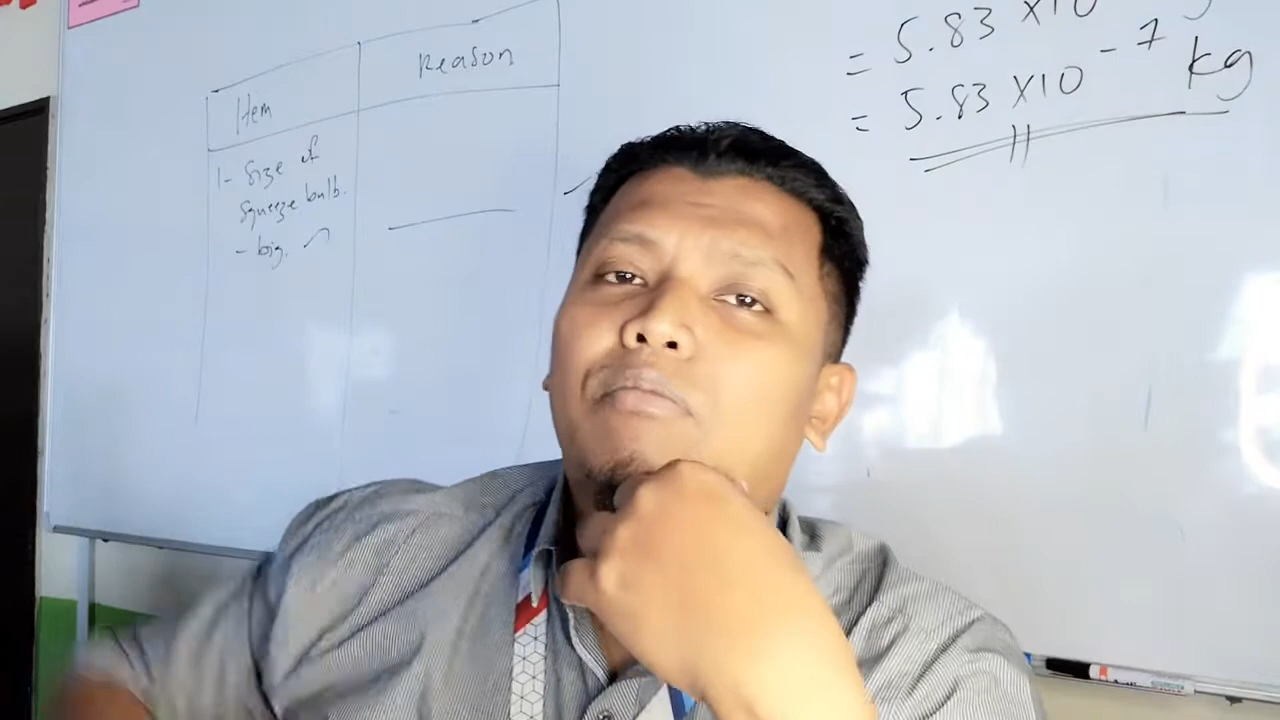 Item
Reason
1- Size of
squeeze bulb.
- big.
= 5.83 x10
= 5.83 x10 -7 kg